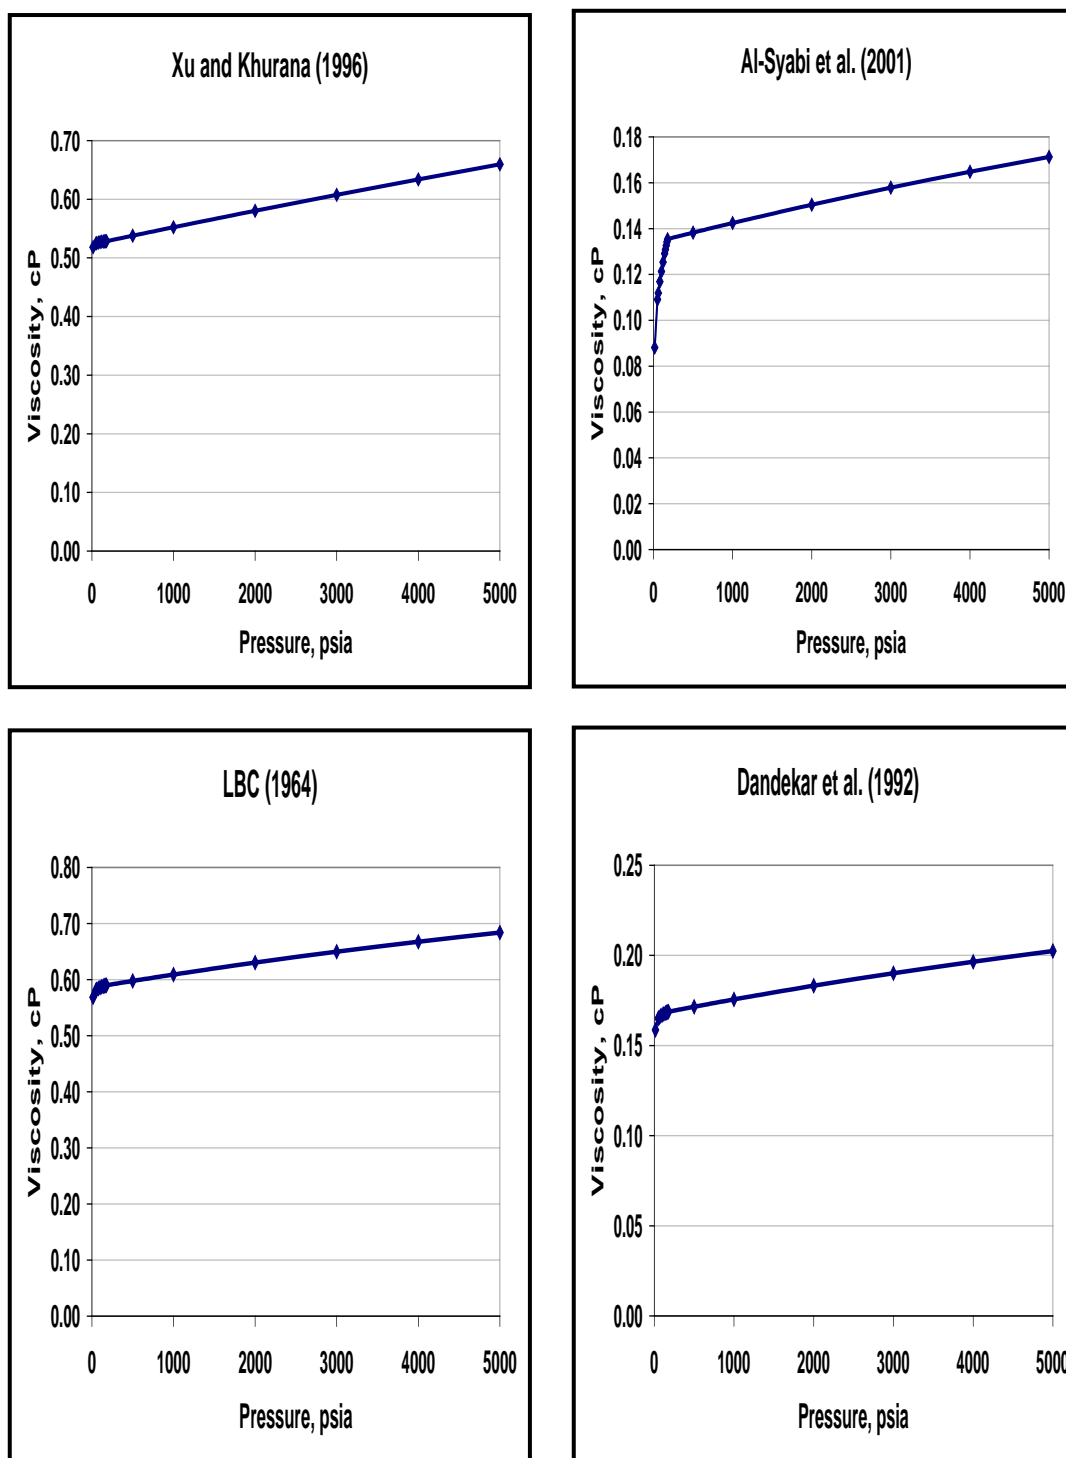 Xu and Khurana (1996)
0.70
0.60
0.50
0.40
0.30
0.20
0.10
0.00
Viscosity, cP
0 1000 2000 3000 4000 5000
Pressure, psia
Al-Syabi et al. (2001)
0.18
0.16
0.14
0.12
0.10
0.08
0.06
0.04
0.02
0.00
Viscosity, cP
0 1000 2000 3000 4000 5000
Pressure, psia
LBC (1964)
0.80
0.70
0.60
0.50
0.40
0.30
0.20
0.10
0.00
Viscosity, cP
0 1000 2000 3000 4000 5000
Pressure, psia
Dandekar et al. (1992)
0.25
0.20
0.15
0.10
0.05
0.00
Viscosity, cP
0 1000 2000 3000 4000 5000
Pressure, psia